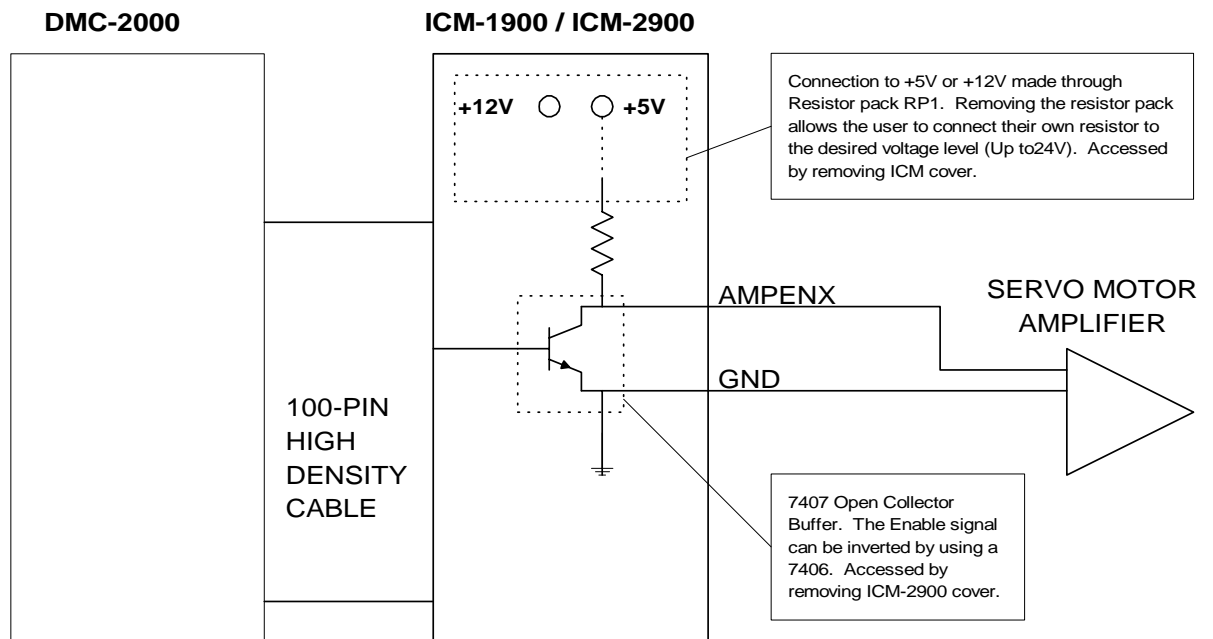 DMC-2000
ICM-1900 / ICM-2900
+12V
+5V
Connection to +5V or +12V made through
Resistor pack RP1. Removing the resistor pack
allows the user to connect their own resistor to
the desired voltage level (Up to24V). Accessed
by removing ICM cover.
AMPENX
SERVO MOTOR
AMPLIFIER
GND
100-PIN
HIGH
DENSITY
CABLE
7407 Open Collector
Buffer. The Enable signal
can be inverted by using a
7406. Accessed by
removing ICM-2900 cover.